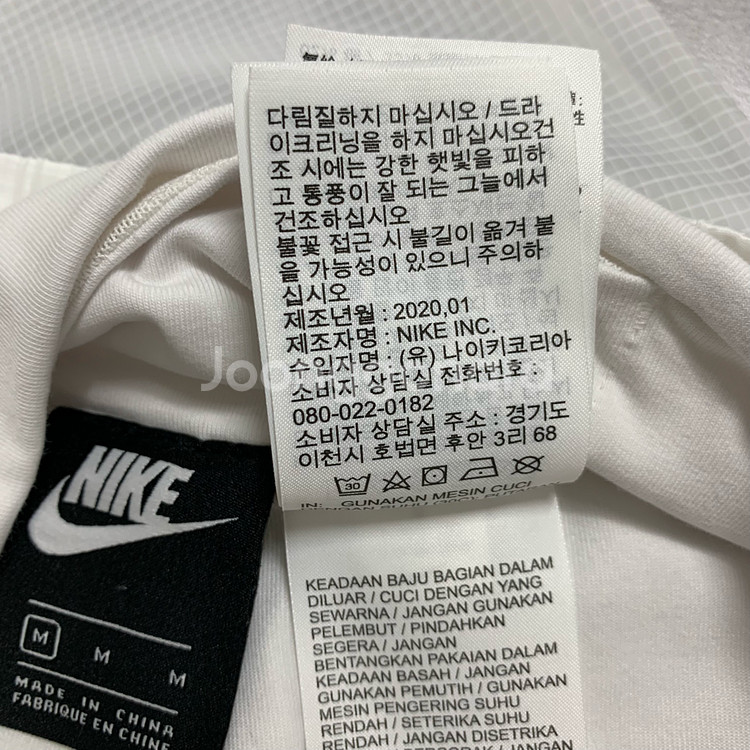 다림질하지 마십시오 / 드라
이크리닝을 하지 마십시오건
조 시에는 강한 햇빛을 피하
고 통풍이 잘 되는 그늘에서
건조하십시오
불꽃 접근 시 불길이 옮겨 붙
을 가능성이 있으니 주의하
십시오
제조년월 : 2020,01
제조자명 : NIKE INC.
수입자명 : (유) 나이키코리아
소비자 상담실 전화번호 :
080-022-0182
소비자 상담실 주소 : 경기도
이천시 호법면 후안 3리 68
30
IN: GUNAKAN MESIN CUCI
KEADAAN BAJU BAGIAN DALAM
DILUAR / CUCI DENGAN YANG
SEWARNA / JANGAN GUNAKAN
PELEMBUT / PINDAHKAN
SEGERA / JANGAN
BENTANGKAN PAKAIAN DALAM
KEADAAN BASAH / JANGAN
GUNAKAN PEMUTIH / GUNAKAN
MESIN PENGERING SUHU
RENDAH / SETERIKA SUHU
RENDAH / JANGAN DISETRIKA
NIKE
M M M
MADE IN CHINA
FABRIQUE EN CHINE